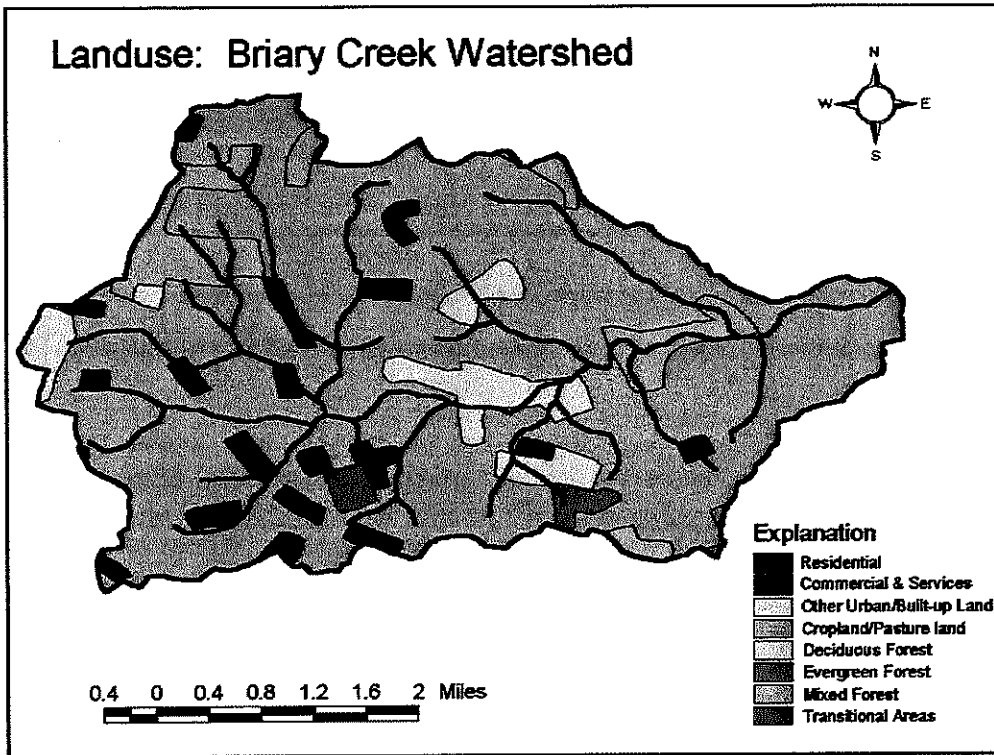 Landuse: Briary Creek Watershed
N
W E
S
Explanation
Residential
Commercial & Services
Other Urban/Built-up Land
Cropland/Pasture land
Deciduous Forest
Evergreen Forest
Mixed Forest
Transitional Areas
0.4 0 0.4 0.8 1.2 1.6 2 Miles